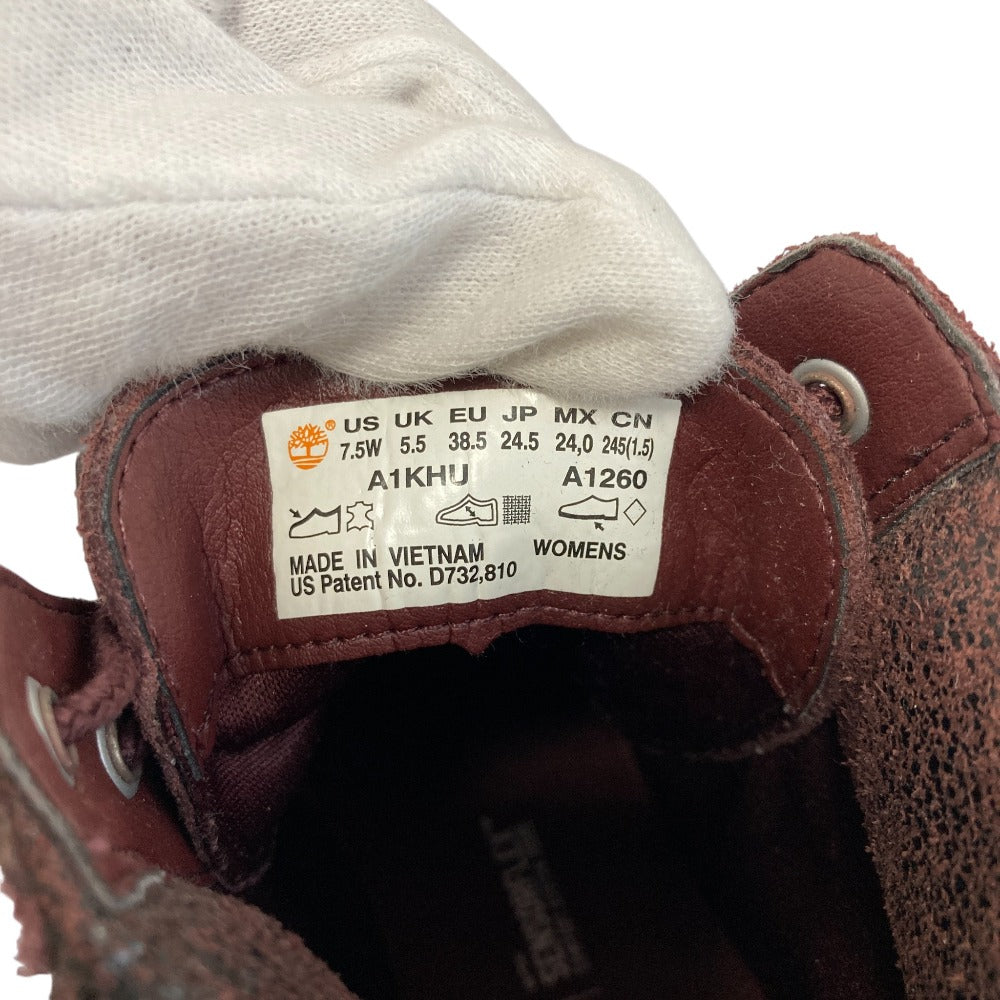 ® US UK EU JP MX CN
7.5W 5.5 38.5 24.5 24,0 245(1.5)
A1KHU A1260
MADE IN VIETNAM WOMENS
US Patent No. D732,810